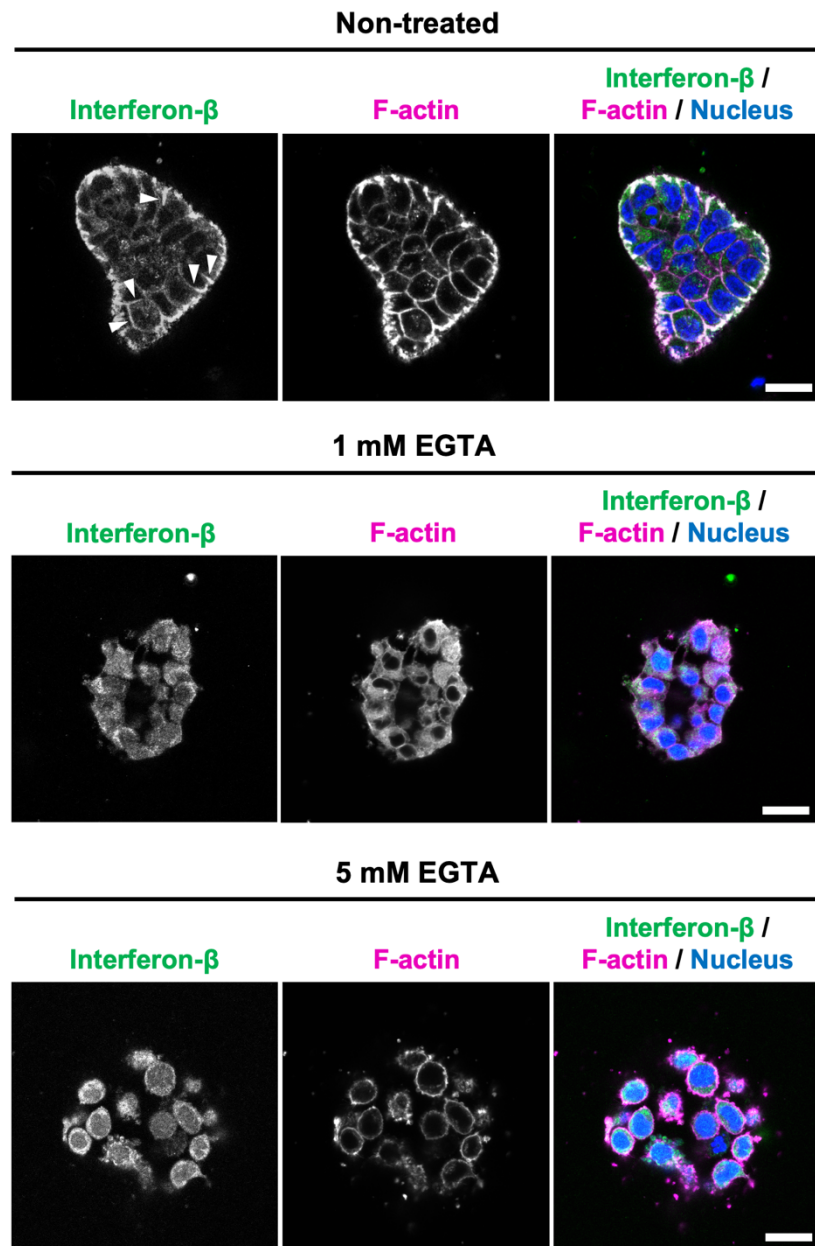 Non-treated
Interferon-β
F-actin
Interferon-β /
F-actin / Nucleus
1 mM EGTA
Interferon-β
F-actin
Interferon-β /
F-actin / Nucleus
5 mM EGTA
Interferon-β
F-actin
Interferon-β /
F-actin / Nucleus